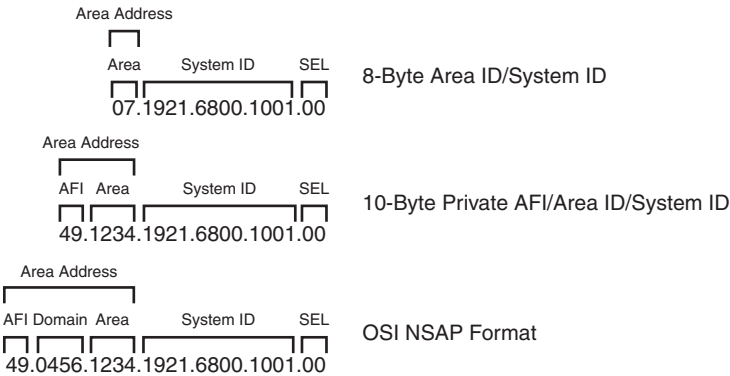 Area Address
Area System ID SEL
8-Byte Area ID/System ID
07.1921.6800.1001.00
Area Address
AFI Area System ID SEL
10-Byte Private AFI/Area ID/System ID
49.1234.1921.6800.1001.00
Area Address
AFI Domain Area System ID SEL
OSI NSAP Format
49.0456.1234.1921.6800.1001.00